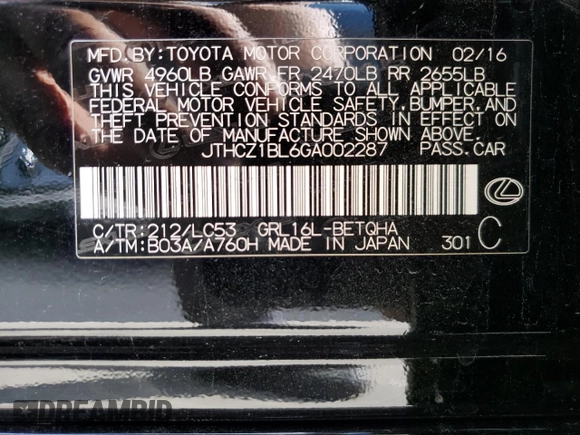 MFD. BY: TOYOTA MOTOR CORPORATION 02/16
GVWR 4960LB GAWR FR 2470LB RR 2655LB
THIS VEHICLE CONFORMS TO ALL APPLICABLE
FEDERAL MOTOR VEHICLE SAFETY, BUMPER, AND
THEFT PREVENTION STANDARDS IN EFFECT ON
THE DATE OF MANUFACTURE SHOWN ABOVE.
JTHCZ1BL6GA002287 PASS. CAR
C/TR: 212/LC53 GRL16L-BETQHA
A/TM: B03A/A760H MADE IN JAPAN 301 C
DREAMBID